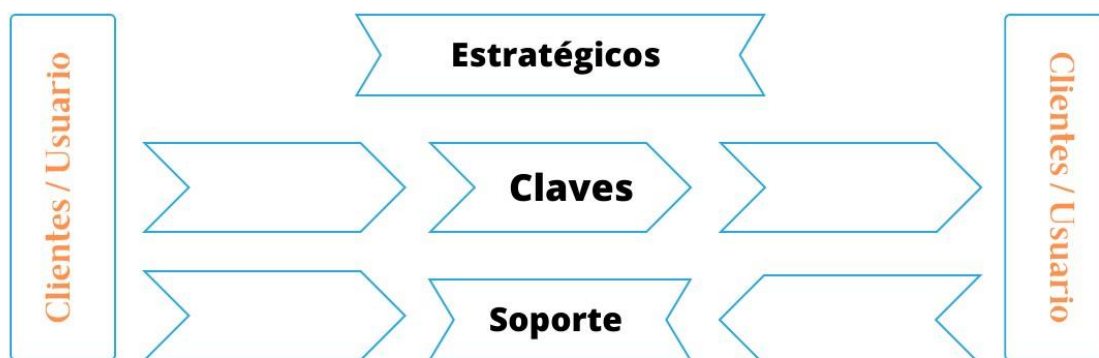 Clientes / Usuario
Estratégicos
Claves
Soporte
Clientes / Usuario